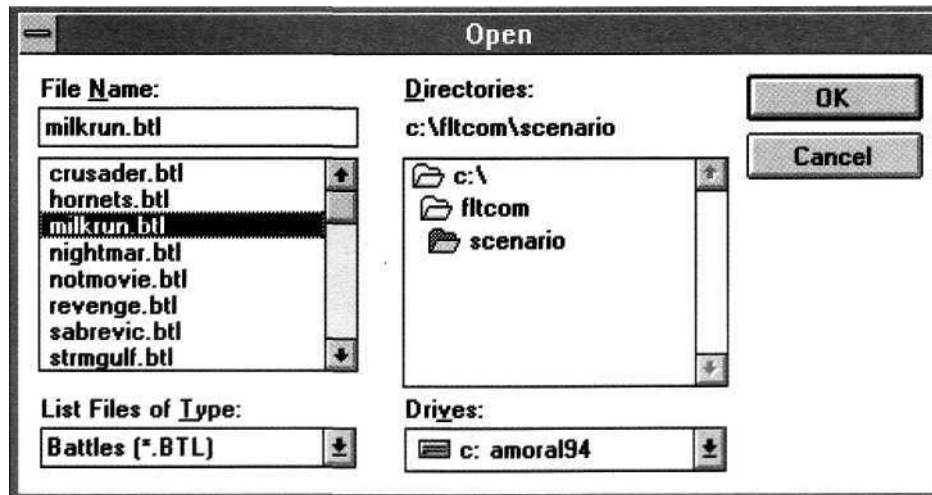 Open
File Name:
milkrun.btl
crusader.btl
hornets.btl
milkrun.btl
nightmar.btl
notmovie.btl
revenge.btl
sabrevic.btl
strmgulf.btl
List Files of Type:
Battles (*.BTL)
Directories:
c:\fltcom\scenario
c:\
fltcom
scenario
Drives:
c: amoral94
OK
Cancel